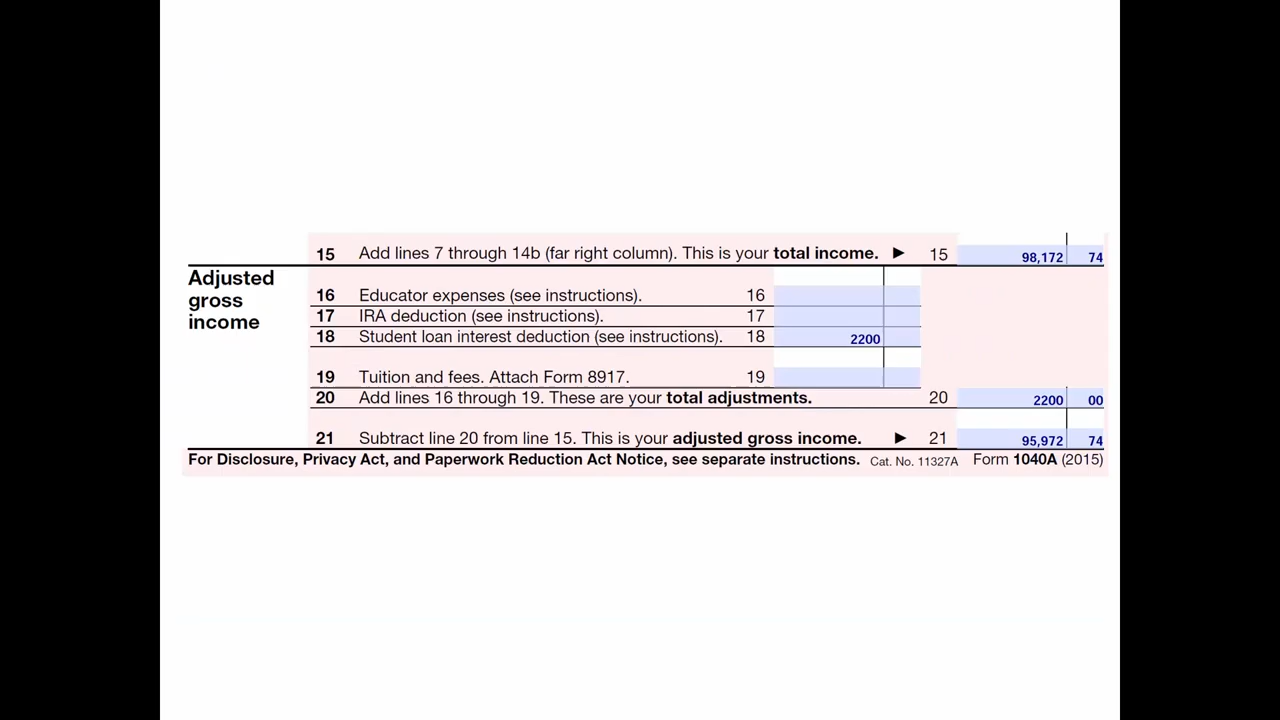 15 Add lines 7 through 14b (far right column). This is your total income. ▶ 15 98,172 74
Adjusted
gross
income
16 Educator expenses (see instructions). 16
17 IRA deduction (see instructions). 17
18 Student loan interest deduction (see instructions). 18 2200
19 Tuition and fees. Attach Form 8917. 19
20 Add lines 16 through 19. These are your total adjustments. 20 2200 00
21 Subtract line 20 from line 15. This is your adjusted gross income. ▶ 21 95,972 74
For Disclosure, Privacy Act, and Paperwork Reduction Act Notice, see separate instructions. Cat. No. 11327A Form 1040A (2015)